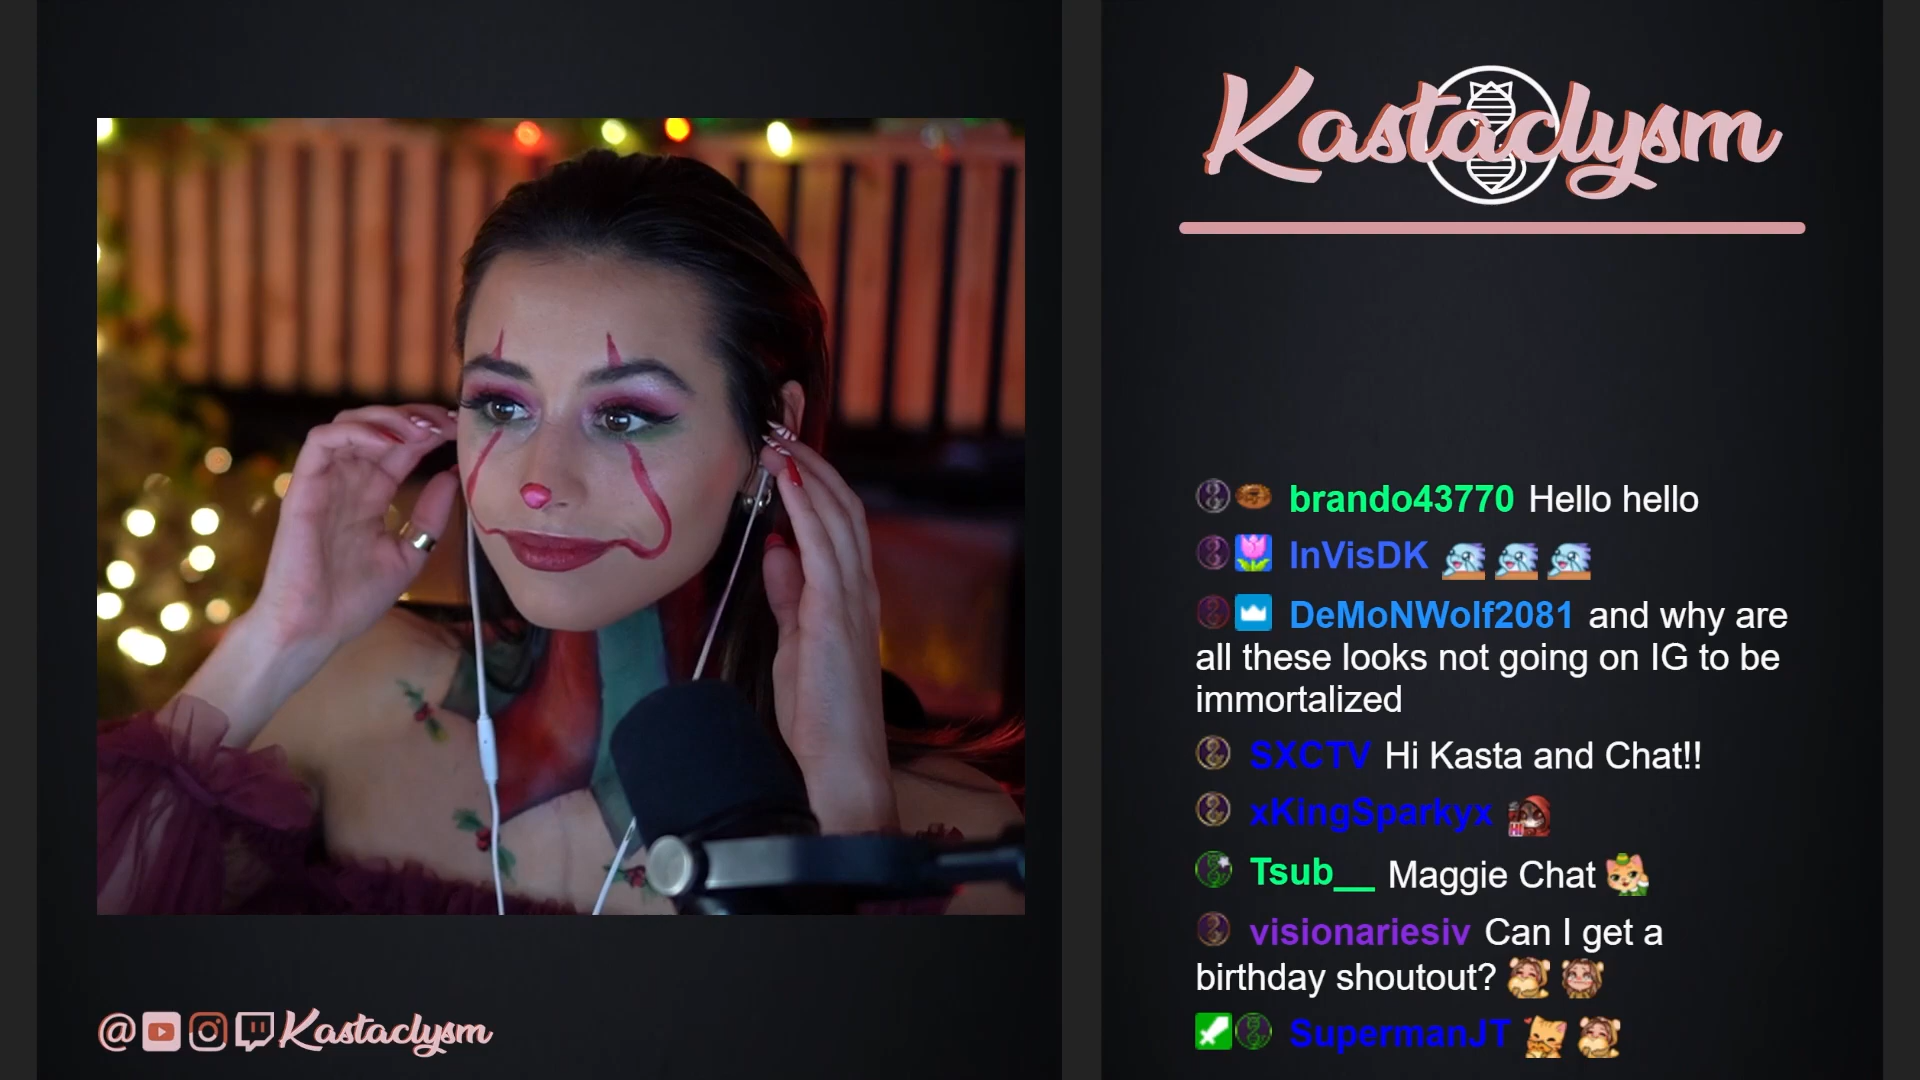 Kastaclysm
brando43770 Hello hello
InVisDK
DeMoNWolf2081 and why are
all these looks not going on IG to be
immortalized
SXCTV Hi Kasta and Chat!!
xKingSparkyx HI
Tsub__ Maggie Chat
visionariesiv Can I get a
birthday shoutout?
SupermanJT
@ Kastaclysm